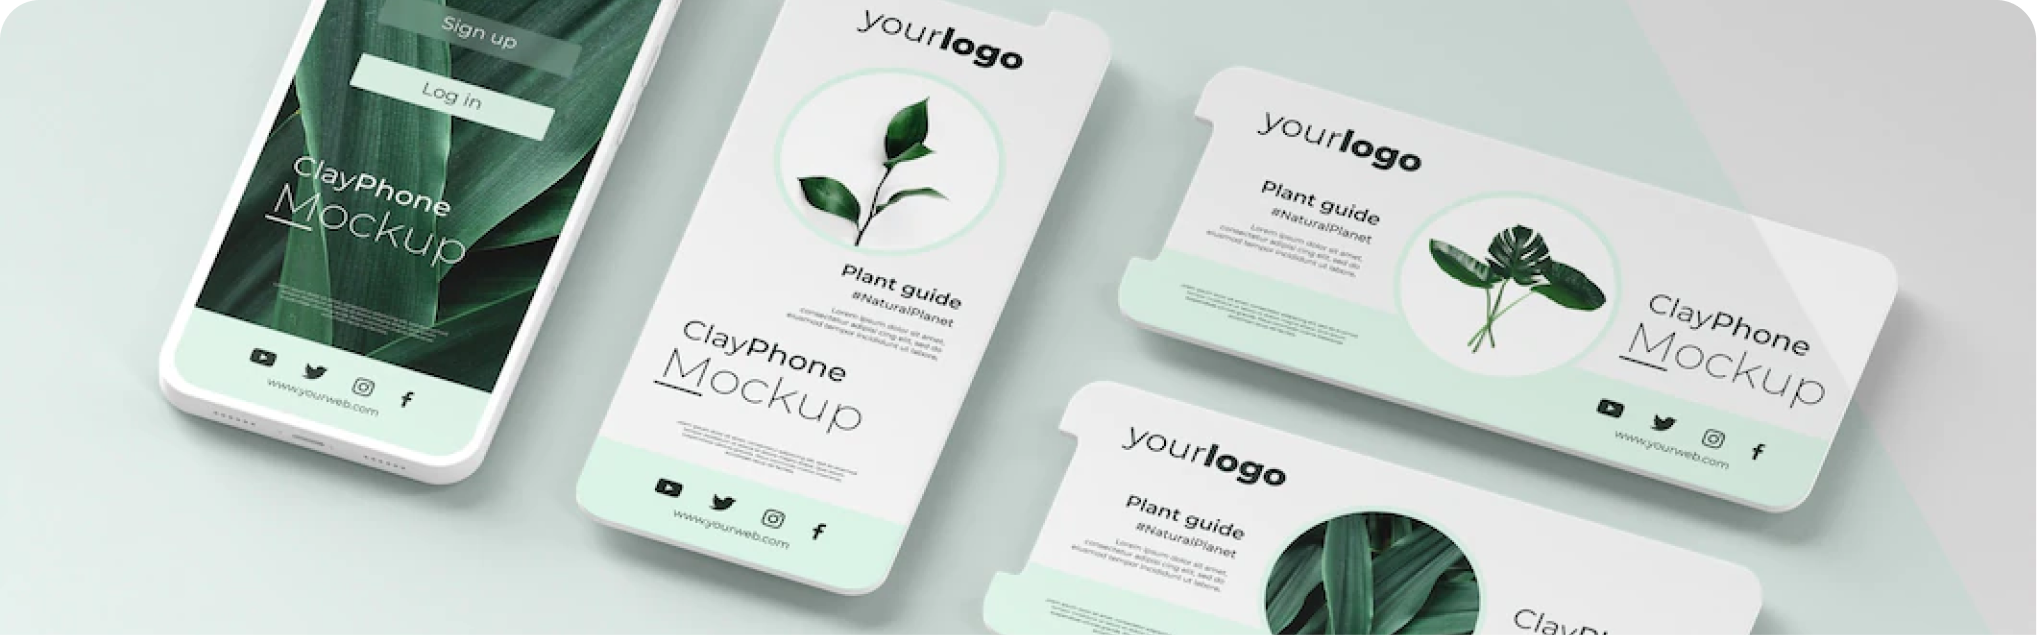 Sign up
Log in
ClayPhone
Mockup
www.yourweb.com
yourlogo
Plant guide
#NaturalPlanet
Lorem ipsum dolor sit amet,
consectetur adipisi cing elit, sed do
eiusmod tempor incididunt ut labore.
ClayPhone
Mockup
www.yourweb.com
yourlogo
Plant guide
#NaturalPlanet
Lorem ipsum dolor sit amet,
consectetur adipisi cing elit, sed do
eiusmod tempor incididunt ut labore.
ClayPhone
Mockup
www.yourweb.com
yourlogo
Plant guide
#NaturalPlanet
Lorem ipsum dolor sit amet,
consectetur adipisi cing elit, sed do
eiusmod tempor incididunt ut labore.